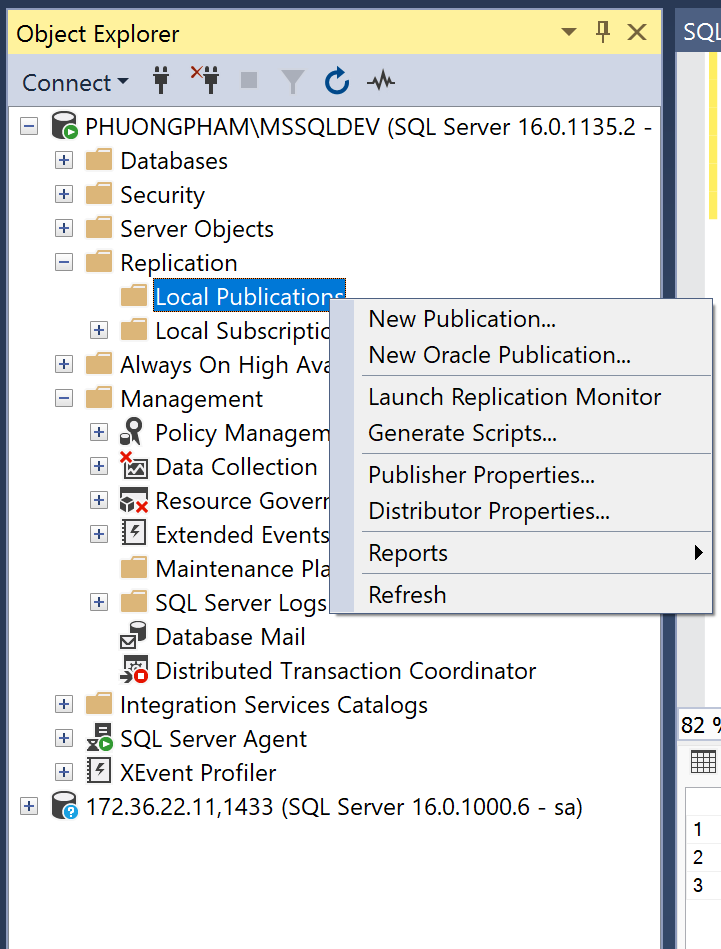 Object Explorer
SQL
Connect
PHUONGPHAM\MSSQLDEV (SQL Server 16.0.1135.2 -
Databases
Security
Server Objects
Replication
Local Publications
Local Subscriptio
Always On High Ava
Management
Policy Managem
Data Collection
Resource Govern
Extended Events
Maintenance Pla
SQL Server Logs
Database Mail
Distributed Transaction Coordinator
Integration Services Catalogs
SQL Server Agent
XEvent Profiler
172.36.22.11,1433 (SQL Server 16.0.1000.6 - sa)
New Publication...
New Oracle Publication...
Launch Replication Monitor
Generate Scripts...
Publisher Properties...
Distributor Properties...
Reports
Refresh
82 %
1
2
3